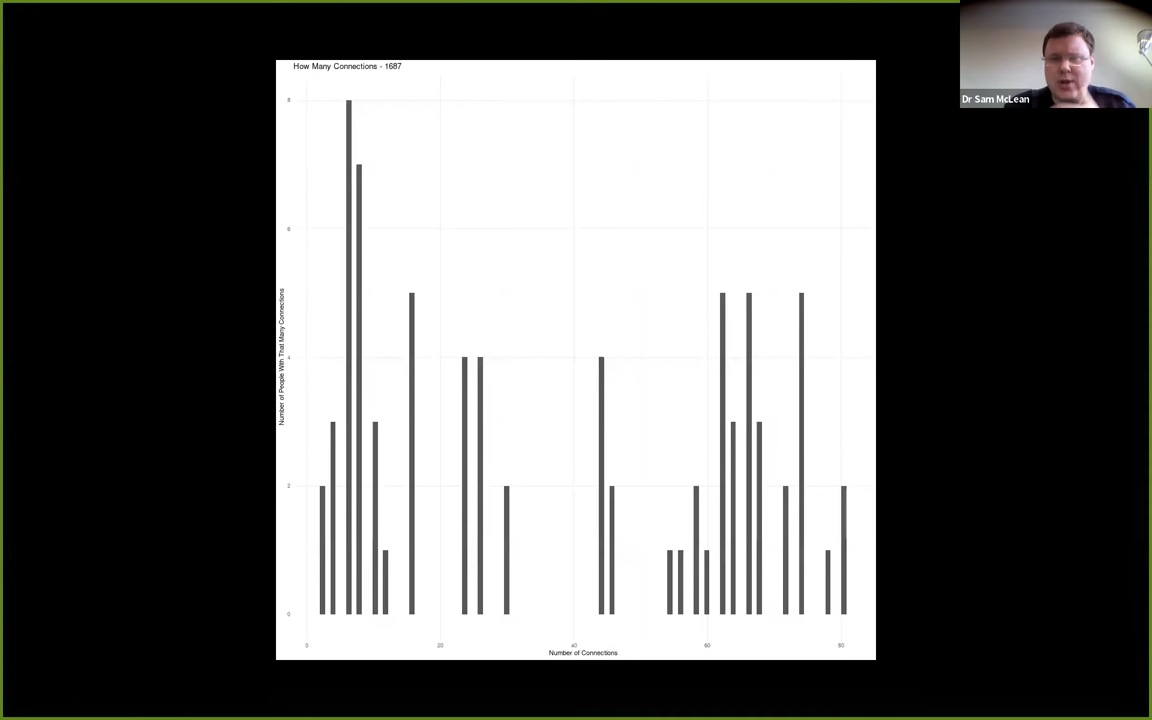 How Many Connections - 1687
Dr Sam McLean
8
6
4
2
0
Number of People With That Many Connections
0 20 40 60 80
Number of Connections